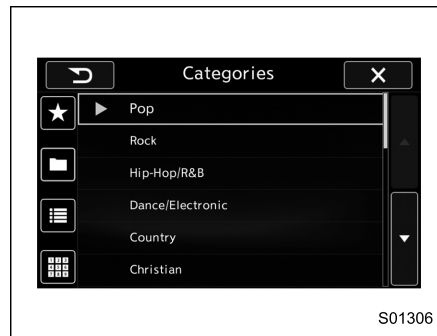 Categories
Pop
Rock
Hip-Hop/R&B
Dance/Electronic
Country
Christian
S01306